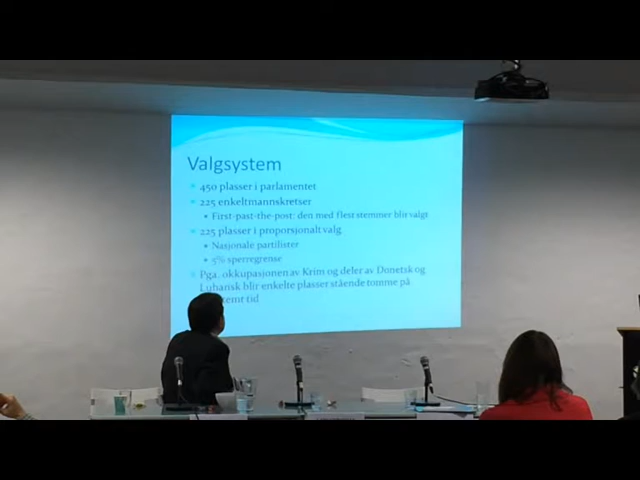 Valgsystem
450 plasser i parlamentet
225 enkeltmannskretser
First-past-the-post: den med flest stemmer blir valgt
225 plasser i proporsjonalt valg
Nasjonale partilister
5% sperregrense
Pga. okkupasjonen av Krim og deler av Donetsk og
Luhansk blir enkelte plasser stående tomme på
tid